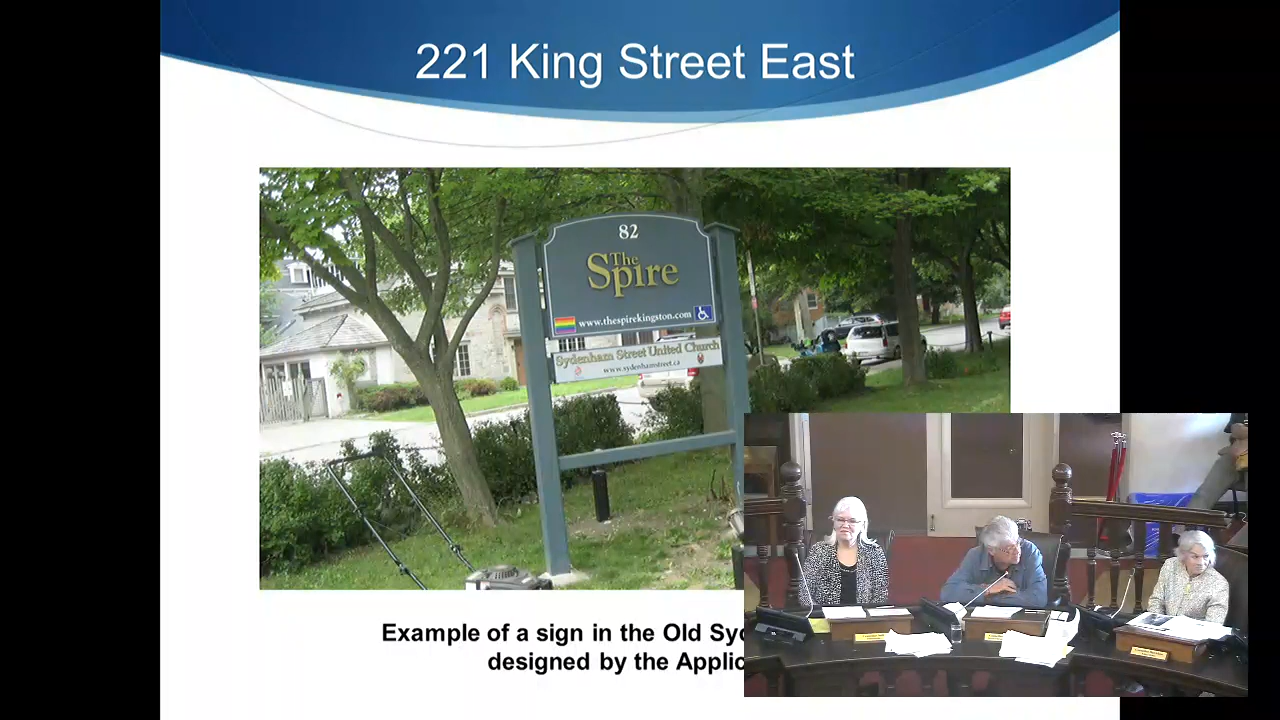 221 King Street East
82
The
Spire
www.thespirekingston.com
Sydenham Street United Church
www.sydenhamstreet.ca
Example of a sign in the Old Syd
designed by the Applic